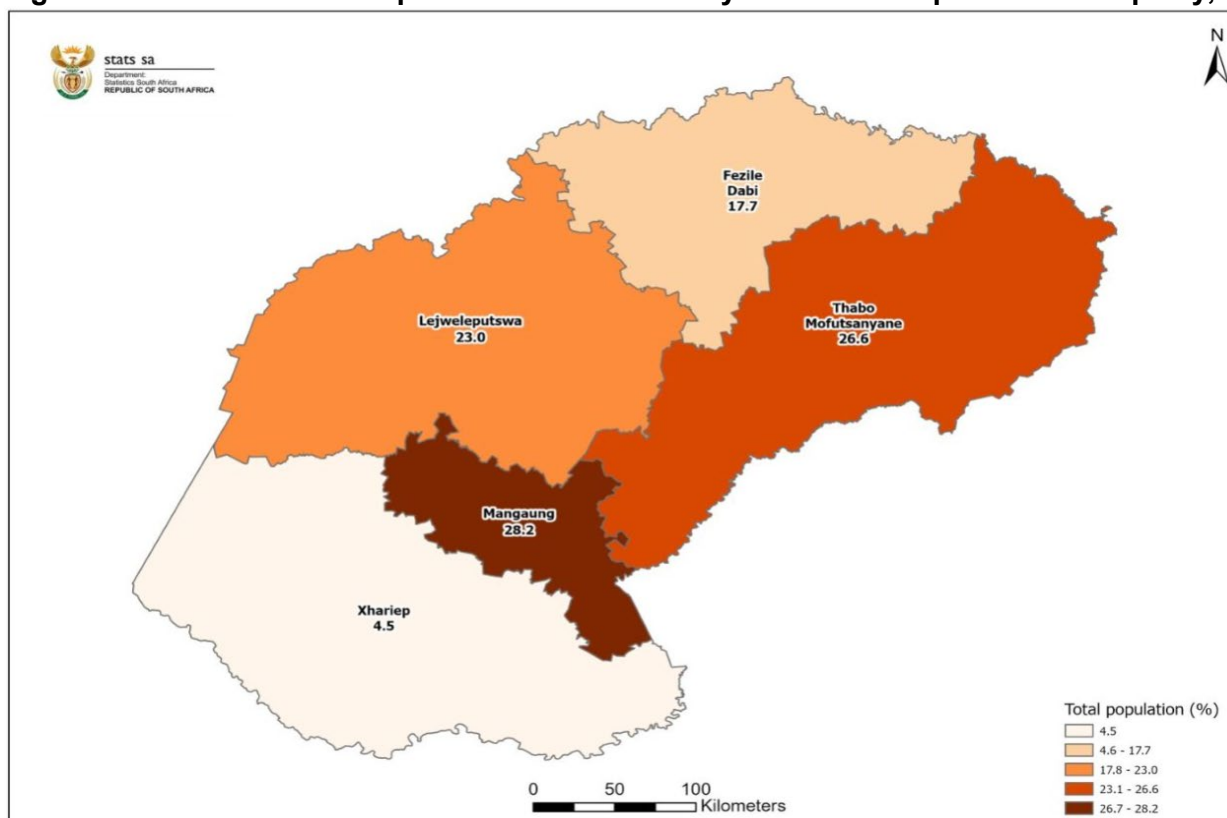 stats sa
Department:
Statistics South Africa
REPUBLIC OF SOUTH AFRICA
N
Fezile
Dabi
17.7
Thabo
Mofutsanyane
26.6
Lejweleputswa
23.0
Mangaung
28.2
Xhariep
4.5
Total population (%)
4.5
4.6 - 17.7
17.8 - 23.0
23.1 - 26.6
26.7 - 28.2
0 50 100
Kilometers